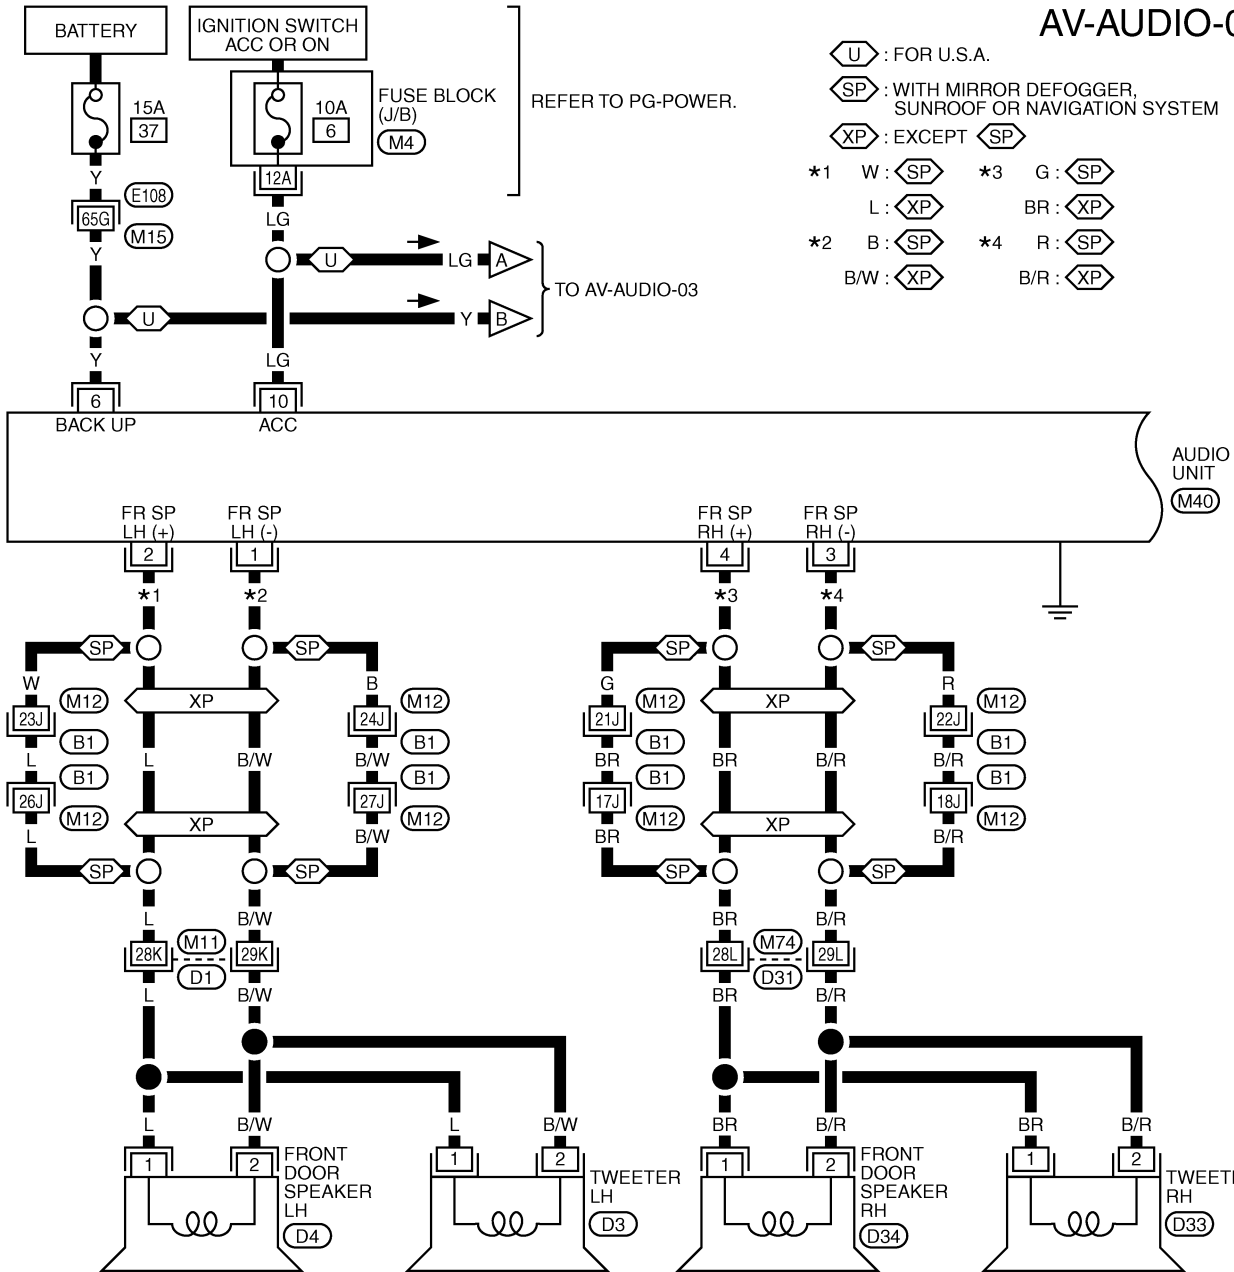 AV-AUDIO-0
BATTERY
IGNITION SWITCH
ACC OR ON
15A
37
10A
6
FUSE BLOCK
(J/B)
M4
REFER TO PG-POWER.
U : FOR U.S.A.
SP : WITH MIRROR DEFOGGER,
SUNROOF OR NAVIGATION SYSTEM
XP : EXCEPT SP
*1 W : SP *3 G : SP
L : XP BR : XP
*2 B : SP *4 R : SP
B/W : XP B/R : XP
Y
12A
E108
65G
LG
M15
Y
U
LG
A
TO AV-AUDIO-03
U
Y
B
Y
LG
6
10
BACK UP
ACC
AUDIO
UNIT
M40
FR SP
LH (+)
FR SP
LH (-)
FR SP
RH (+)
FR SP
RH (-)
2
1
4
3
*1
*2
*3
*4
SP
SP
SP
SP
W
B
G
R
M12
XP
M12
M12
XP
M12
23J
24J
21J
22J
B1
B1
B1
B1
L
L
B/W
B/W
BR
BR
B/R
B/R
B1
B1
B1
B1
26J
27J
17J
18J
M12
XP
M12
M12
XP
M12
L
B/W
BR
B/R
SP
SP
SP
SP
L
B/W
BR
B/R
28K
M11
29K
28L
M74
29L
D1
D31
L
B/W
BR
B/R
L
B/W
L
B/W
BR
B/R
BR
B/R
1
2
1
2
1
2
1
2
FRONT
DOOR
SPEAKER
LH
D4
TWEETER
LH
D3
FRONT
DOOR
SPEAKER
RH
D34
TWEETE
RH
D33